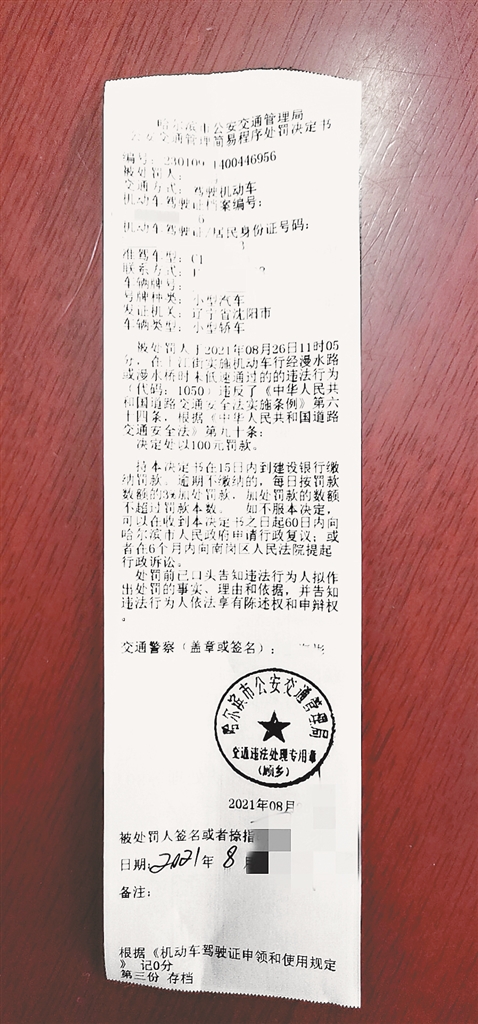 哈尔滨市公安交通管理局
公安交通管理简易程序处罚决定书
编号：230109 1400446956
被处罚人：
交通方式：驾驶机动车
机动车驾驶证档案编号：
6
机动车驾驶证/居民身份证号码：
3
准驾车型：C1
联系方式：
车辆牌号：
号牌种类：小型汽车
发证机关：辽宁省沈阳市
车辆类型：小型轿车
被处罚人于2021年08月26日11时05
分，在 江街实施机动车行经漫水路
或漫水桥时未低速通过的的违法行为
（代码：1050）违反了《中华人民共
和国道路交通安全法实施条例》第六
十四条，根据《中华人民共和国道路
交通安全法》第九十条：
决定处以100元罚款。
持本决定书在15日内到建设银行缴
纳罚款。逾期不缴纳的，每日按罚款
数额的3%加处罚款，加处罚款的数额
不超过罚款本数。 如不服本决定，
可以在收到本决定书之日起60日内向
哈尔滨市人民政府申请行政复议；或
者在6个月内向南岗区人民法院提起
行政诉讼。
处罚前已口头告知违法行为人拟作
出处罚的事实、理由和依据，并告知
违法行为人依法享有陈述权和申辩权
。
交通警察（盖章或签名）：
哈尔滨市公安交通管理局
交通违法处理专用章
（顾乡）
2021年08月
被处罚人签名或者捺指
日期：2021年 8月
备注：
根据《机动车驾驶证申领和使用规定
》 记0分
第三份 存档